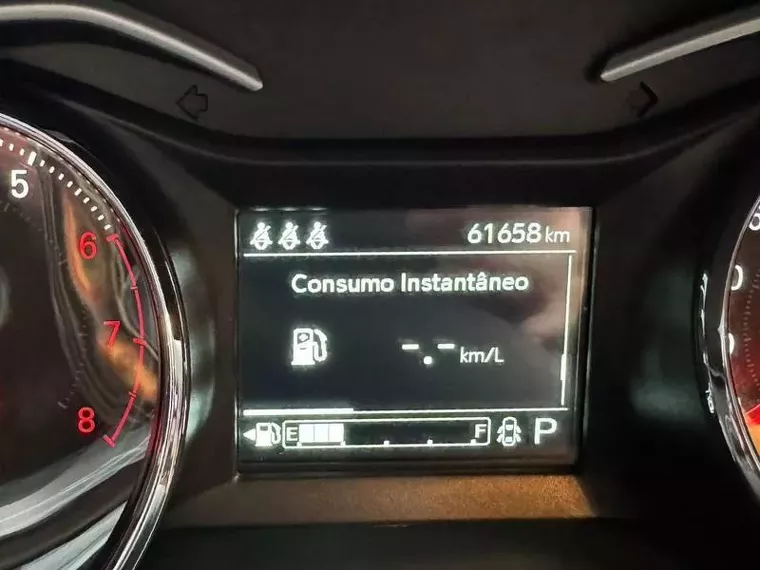 5
6
7
8
61658 km
Consumo Instantâneo
-.- km/L
E F P